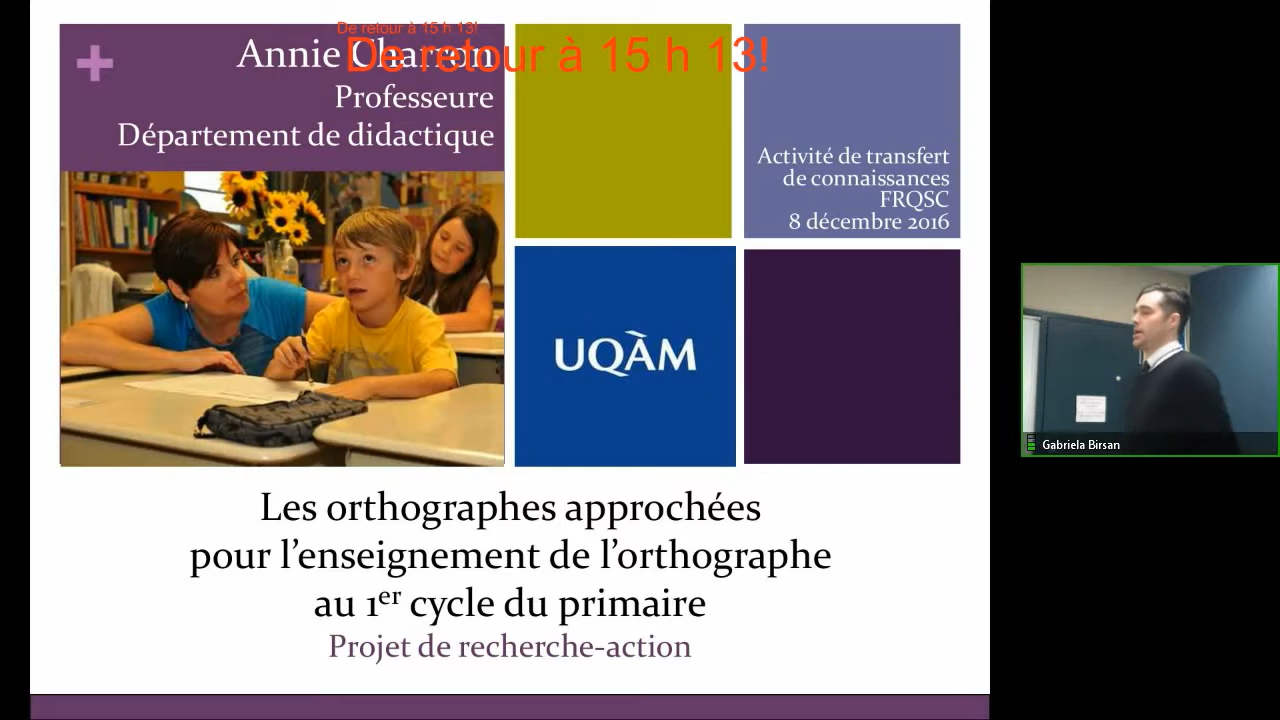 De retour à 15 h 13!
De retour à 15 h 13!
Annie Charron
Professeure
Département de didactique
Activité de transfert
de connaissances
FRQSC
8 décembre 2016
UQÀM
Gabriela Birsan
Les orthographes approchées
pour l’enseignement de l’orthographe
au 1er cycle du primaire
Projet de recherche-action